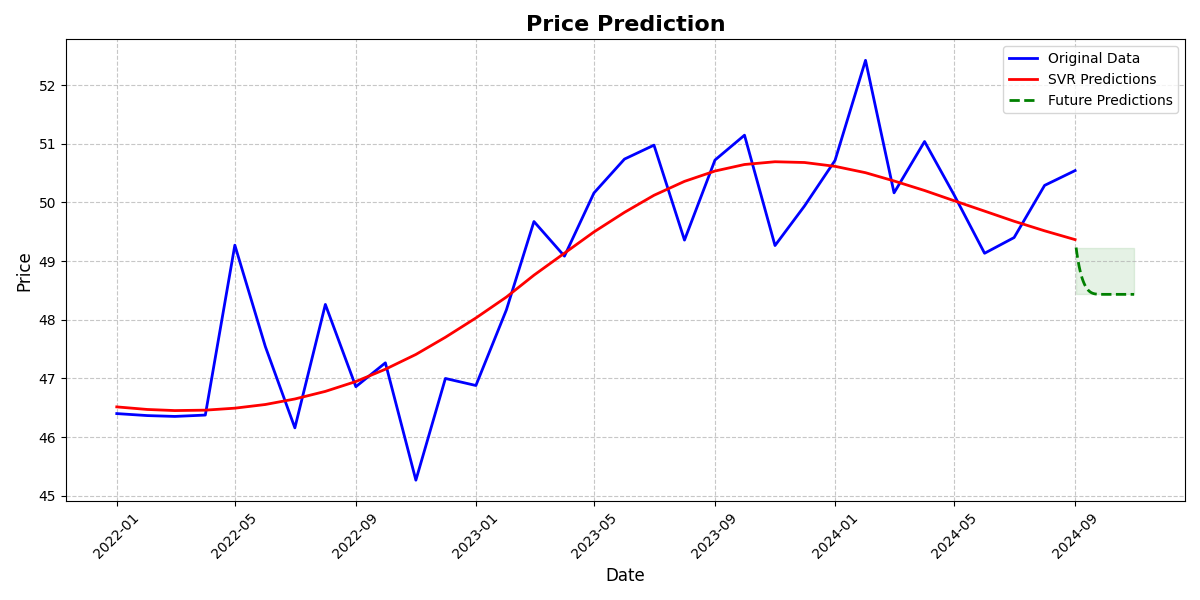 Price Prediction
Original Data
SVR Predictions
Future Predictions
Price
52
51
50
49
48
47
46
45
2022-01
2022-05
2022-09
2023-01
2023-05
2023-09
2024-01
2024-05
2024-09
Date